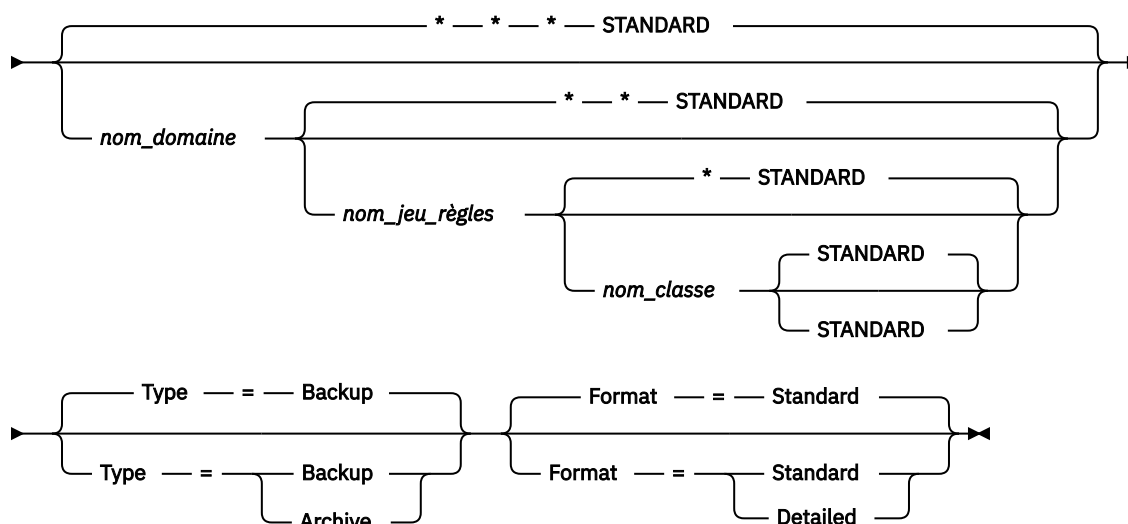 * * * STANDARD
* * STANDARD
nom_domaine
* STANDARD
nom_jeu_règles
STANDARD
nom_classe
STANDARD
Type = Backup Format = Standard
Type = Backup Format = Standard
Archive Detailed